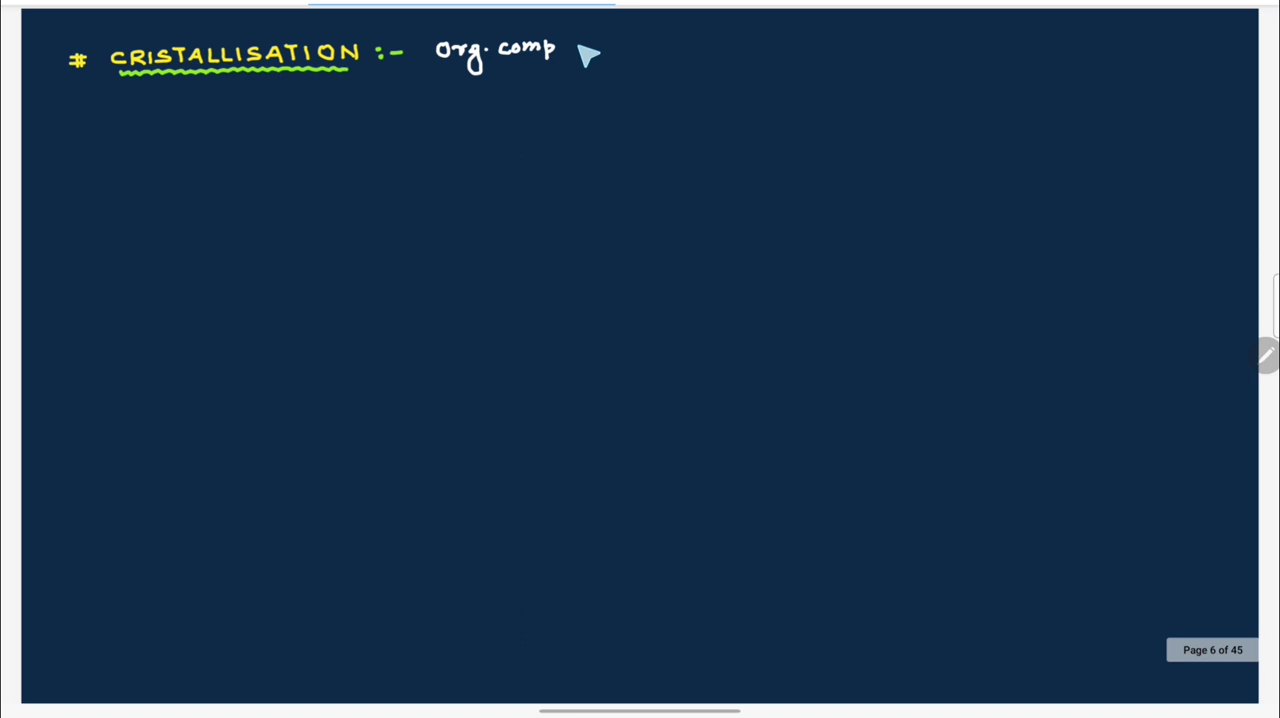 # CRISTALLISATION :- Org. comp
Page 6 of 45